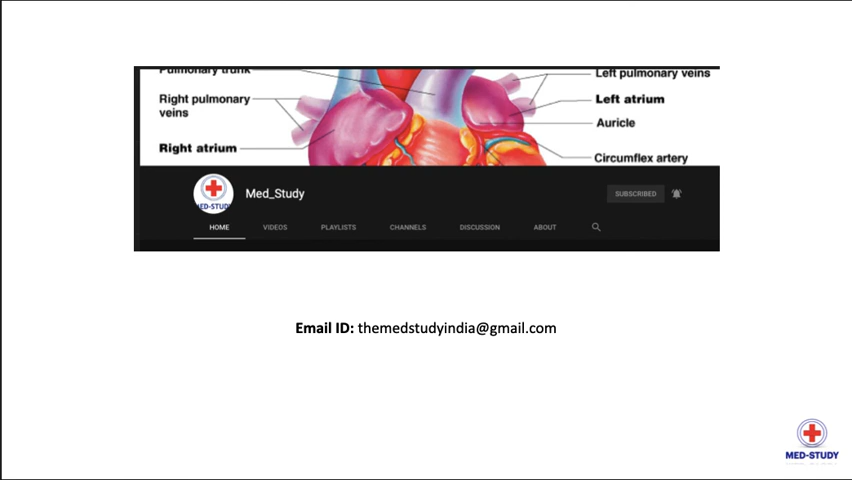 Pulmonary trunk
Left pulmonary veins
Right pulmonary
veins
Left atrium
Auricle
Right atrium
Circumflex artery
MED-STUDY
Med_Study
SUBSCRIBED
HOME VIDEOS PLAYLISTS CHANNELS DISCUSSION ABOUT
Email ID: themedstudyindia@gmail.com
MED-STUDY